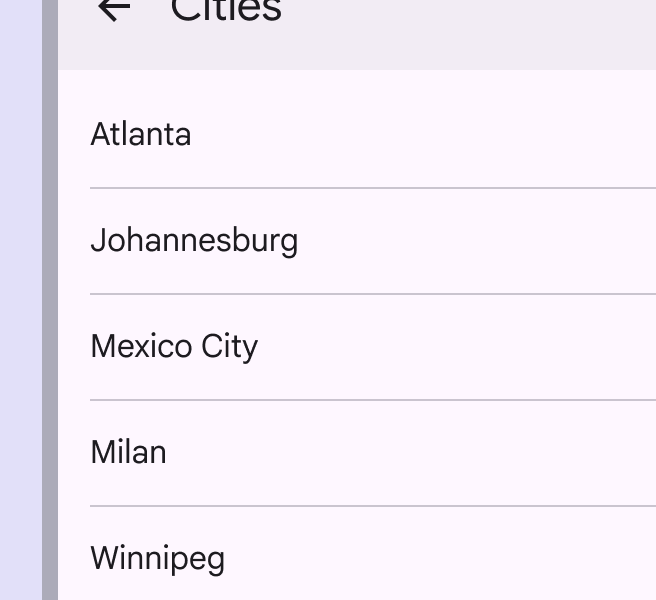 Cities
Atlanta
Johannesburg
Mexico City
Milan
Winnipeg